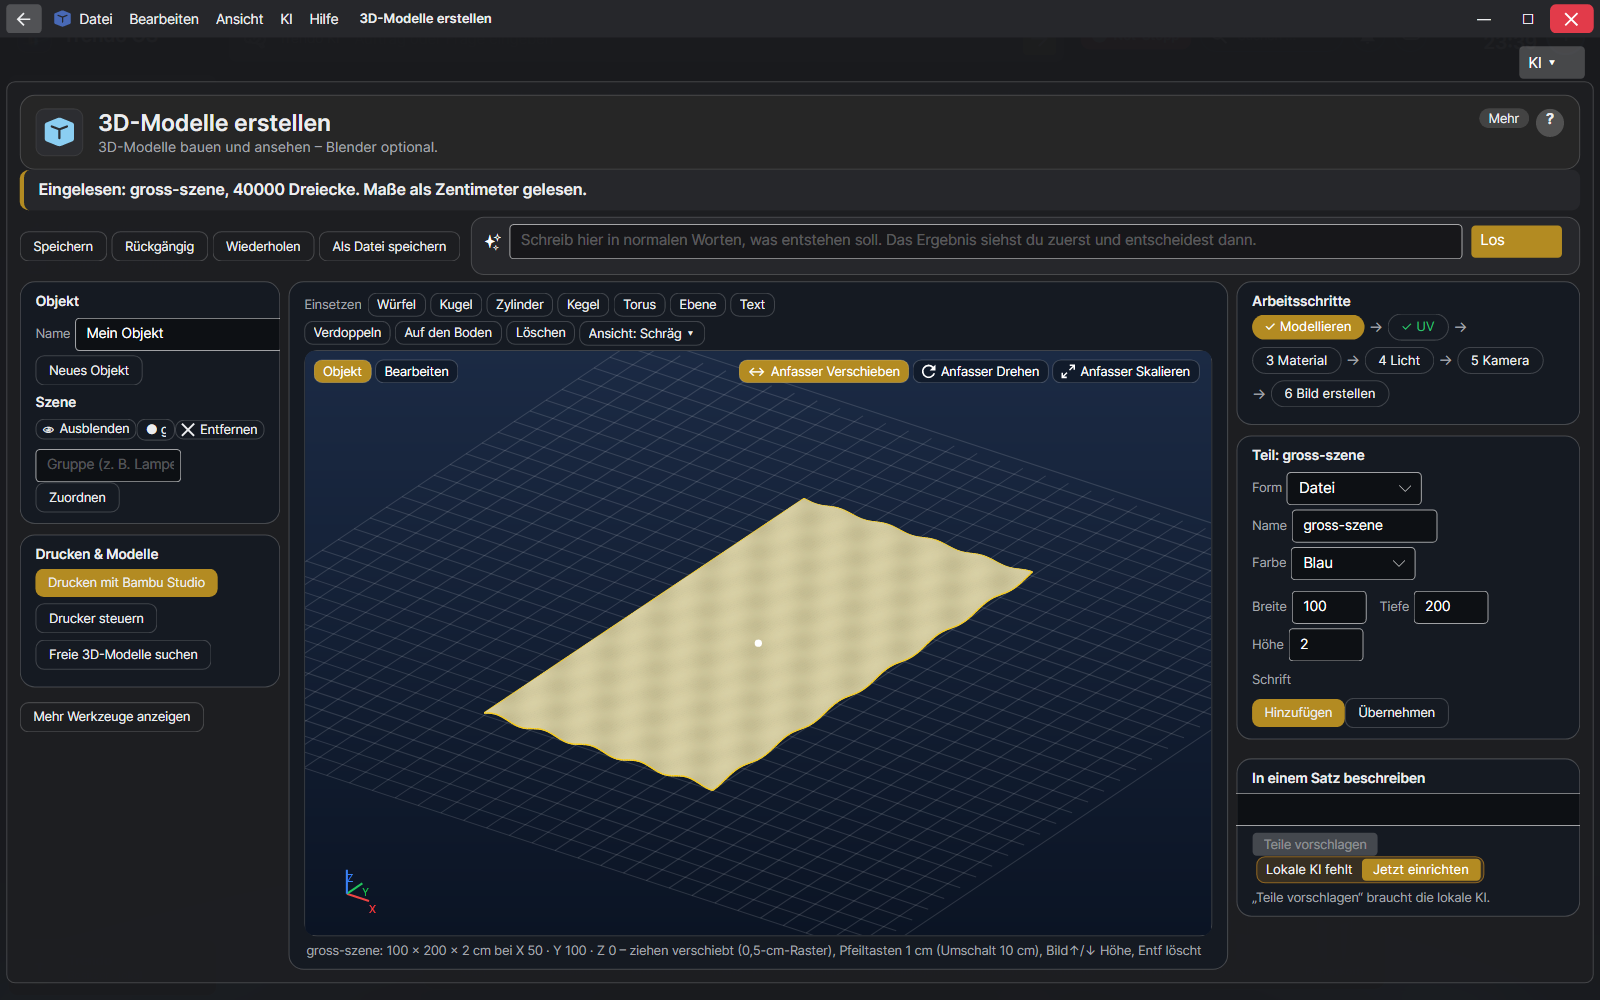 Datei Bearbeiten Ansicht KI Hilfe 3D-Modelle erstellen
KI
3D-Modelle erstellen
3D-Modelle bauen und ansehen – Blender optional.
Mehr ?
Eingelesen: gross-szene, 40000 Dreiecke. Maße als Zentimeter gelesen.
Speichern Rückgängig Wiederholen Als Datei speichern
Schreib hier in normalen Worten, was entstehen soll. Das Ergebnis siehst du zuerst und entscheidest dann.
Los
Objekt
Name Mein Objekt
Neues Objekt
Szene
Ausblenden g Entfernen
Gruppe (z. B. Lampe
Zuordnen
Drucken & Modelle
Drucken mit Bambu Studio
Drucker steuern
Freie 3D-Modelle suchen
Mehr Werkzeuge anzeigen
Einsetzen Würfel Kugel Zylinder Kegel Torus Ebene Text
Verdoppeln Auf den Boden Löschen Ansicht: Schräg
Objekt Bearbeiten
Anfasser Verschieben Anfasser Drehen Anfasser Skalieren
Z
Y
X
gross-szene: 100 × 200 × 2 cm bei X 50 · Y 100 · Z 0 – ziehen verschiebt (0,5-cm-Raster), Pfeiltasten 1 cm (Umschalt 10 cm), Bild↑/↓ Höhe, Entf löscht
Arbeitsschritte
✓ Modellieren → ✓ UV →
3 Material → 4 Licht → 5 Kamera
→ 6 Bild erstellen
Teil: gross-szene
Form Datei
Name gross-szene
Farbe Blau
Breite 100 Tiefe 200
Höhe 2
Schrift
Hinzufügen Übernehmen
In einem Satz beschreiben
Teile vorschlagen
Lokale KI fehlt Jetzt einrichten
„Teile vorschlagen“ braucht die lokale KI.